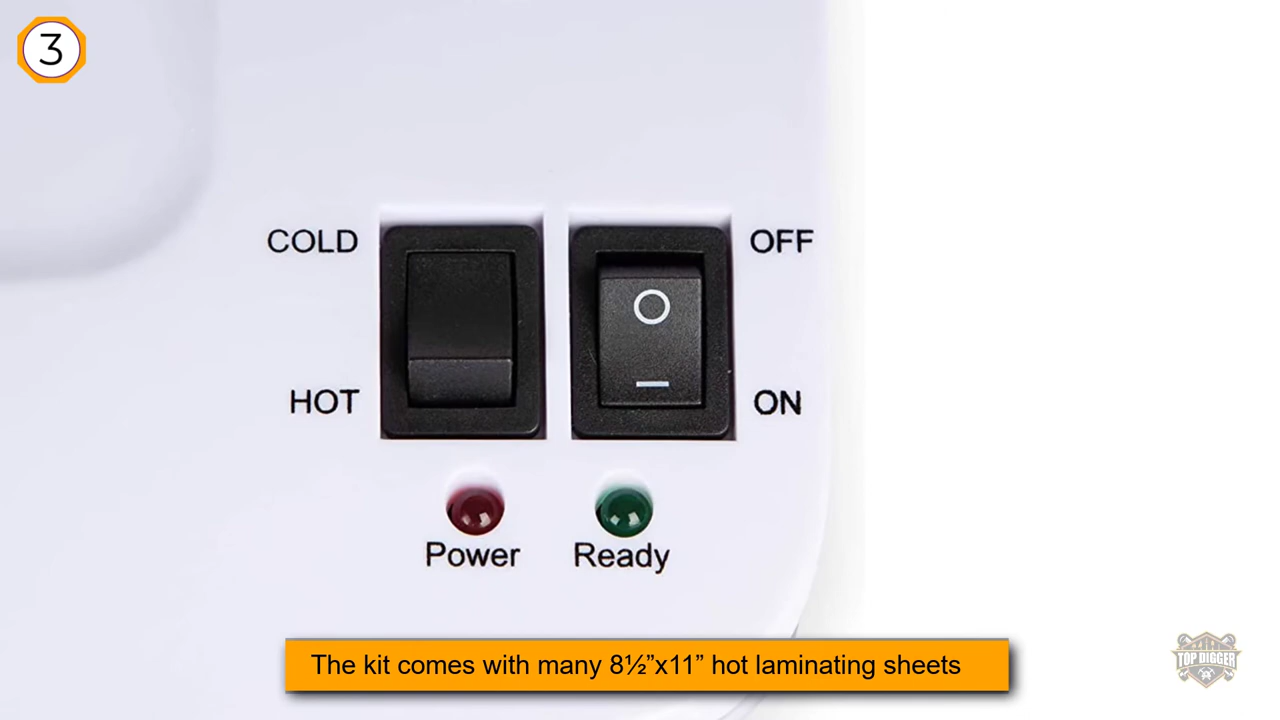 3
COLD
OFF
HOT
ON
Power
Ready
The kit comes with many 8½”x11” hot laminating sheets
TOP DIGGER